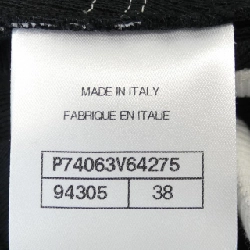 MADE IN ITALY
FABRIQUE EN ITALIE
P74063V64275
94305 38